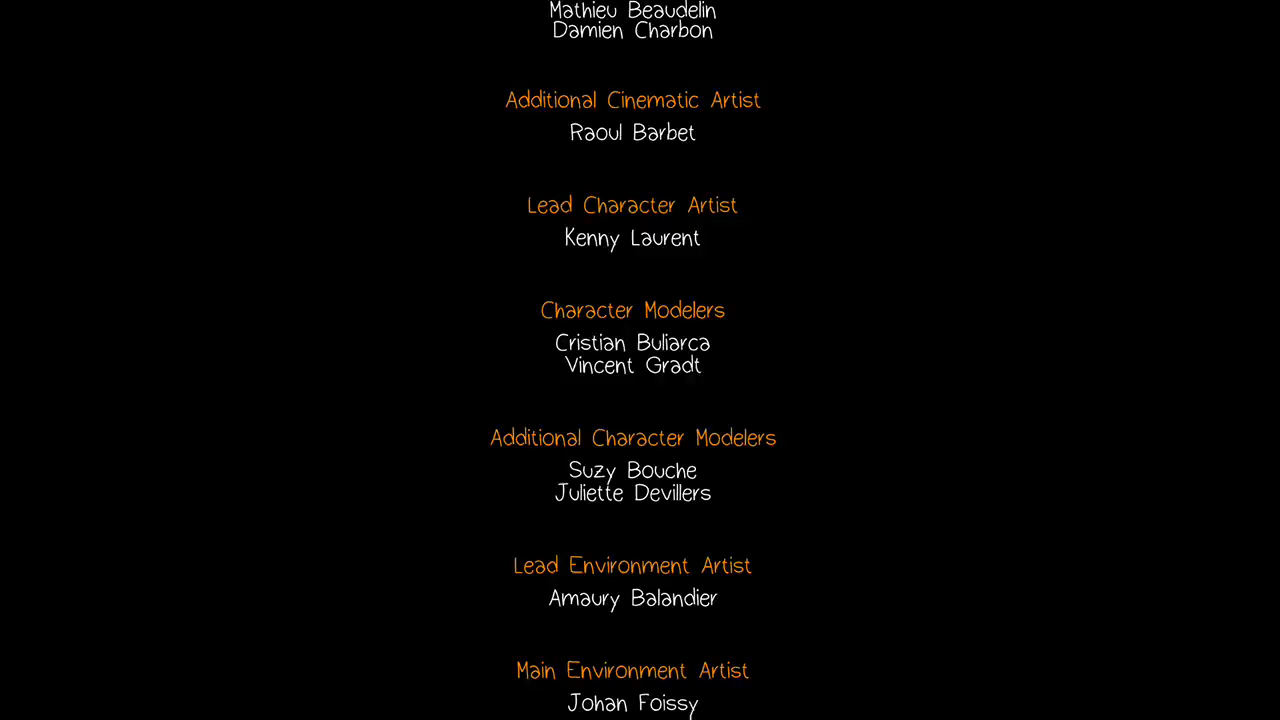 Mathieu Beaudelin
Damien Charbon
Additional Cinematic Artist
Raoul Barbet
Lead Character Artist
Kenny Laurent
Character Modelers
Cristian Buliarca
Vincent Gradt
Additional Character Modelers
Suzy Bouche
Juliette Devillers
Lead Environment Artist
Amaury Balandier
Main Environment Artist
Johan Foissy